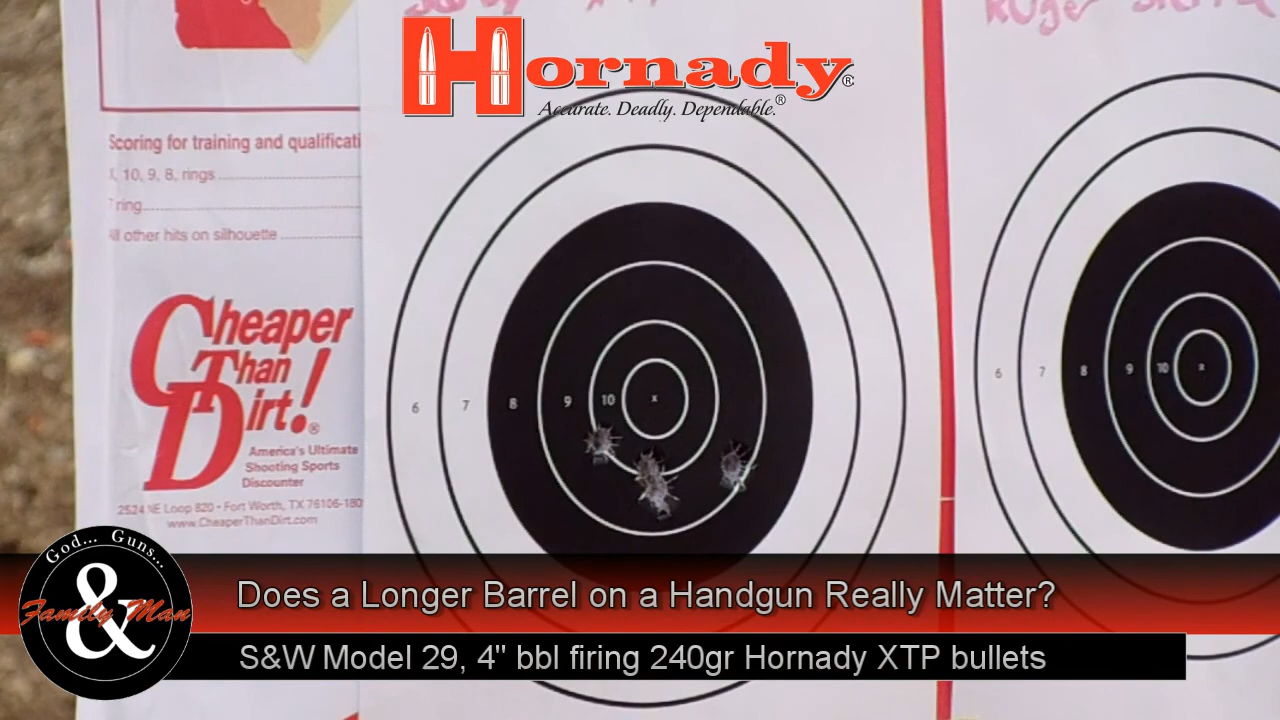 Hornady®
Accurate. Deadly. Dependable.®
Ruger
Scoring for training and
10, 9, 8, rings
ring
All other hits on silhouette
Cheaper
Than
Dirt!®
America's Ultimate
Shooting Sports
Discounter
2524 NE Loop 820 • Fort Worth, TX 76106-180
www.CheaperThanDirt.com
6 7 8 9 10 x
6 7 8 9 10 x
God... Guns...
&
Family Man
Does a Longer Barrel on a Handgun Really Matter?
S&W Model 29, 4" bbl firing 240gr Hornady XTP bullets